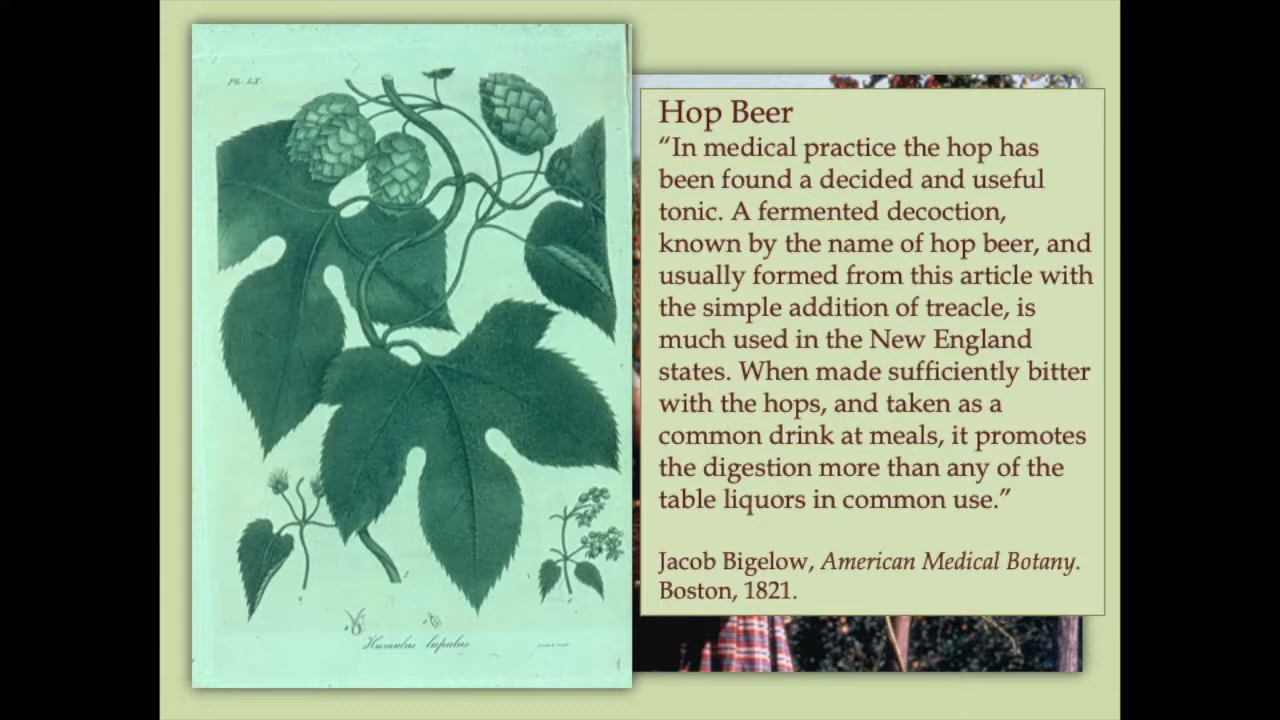 Pl. LX.
Hop Beer
“In medical practice the hop has
been found a decided and useful
tonic. A fermented decoction,
known by the name of hop beer, and
usually formed from this article with
the simple addition of treacle, is
much used in the New England
states. When made sufficiently bitter
with the hops, and taken as a
common drink at meals, it promotes
the digestion more than any of the
table liquors in common use.”
Jacob Bigelow, American Medical Botany.
Boston, 1821.
Humulus lupulus